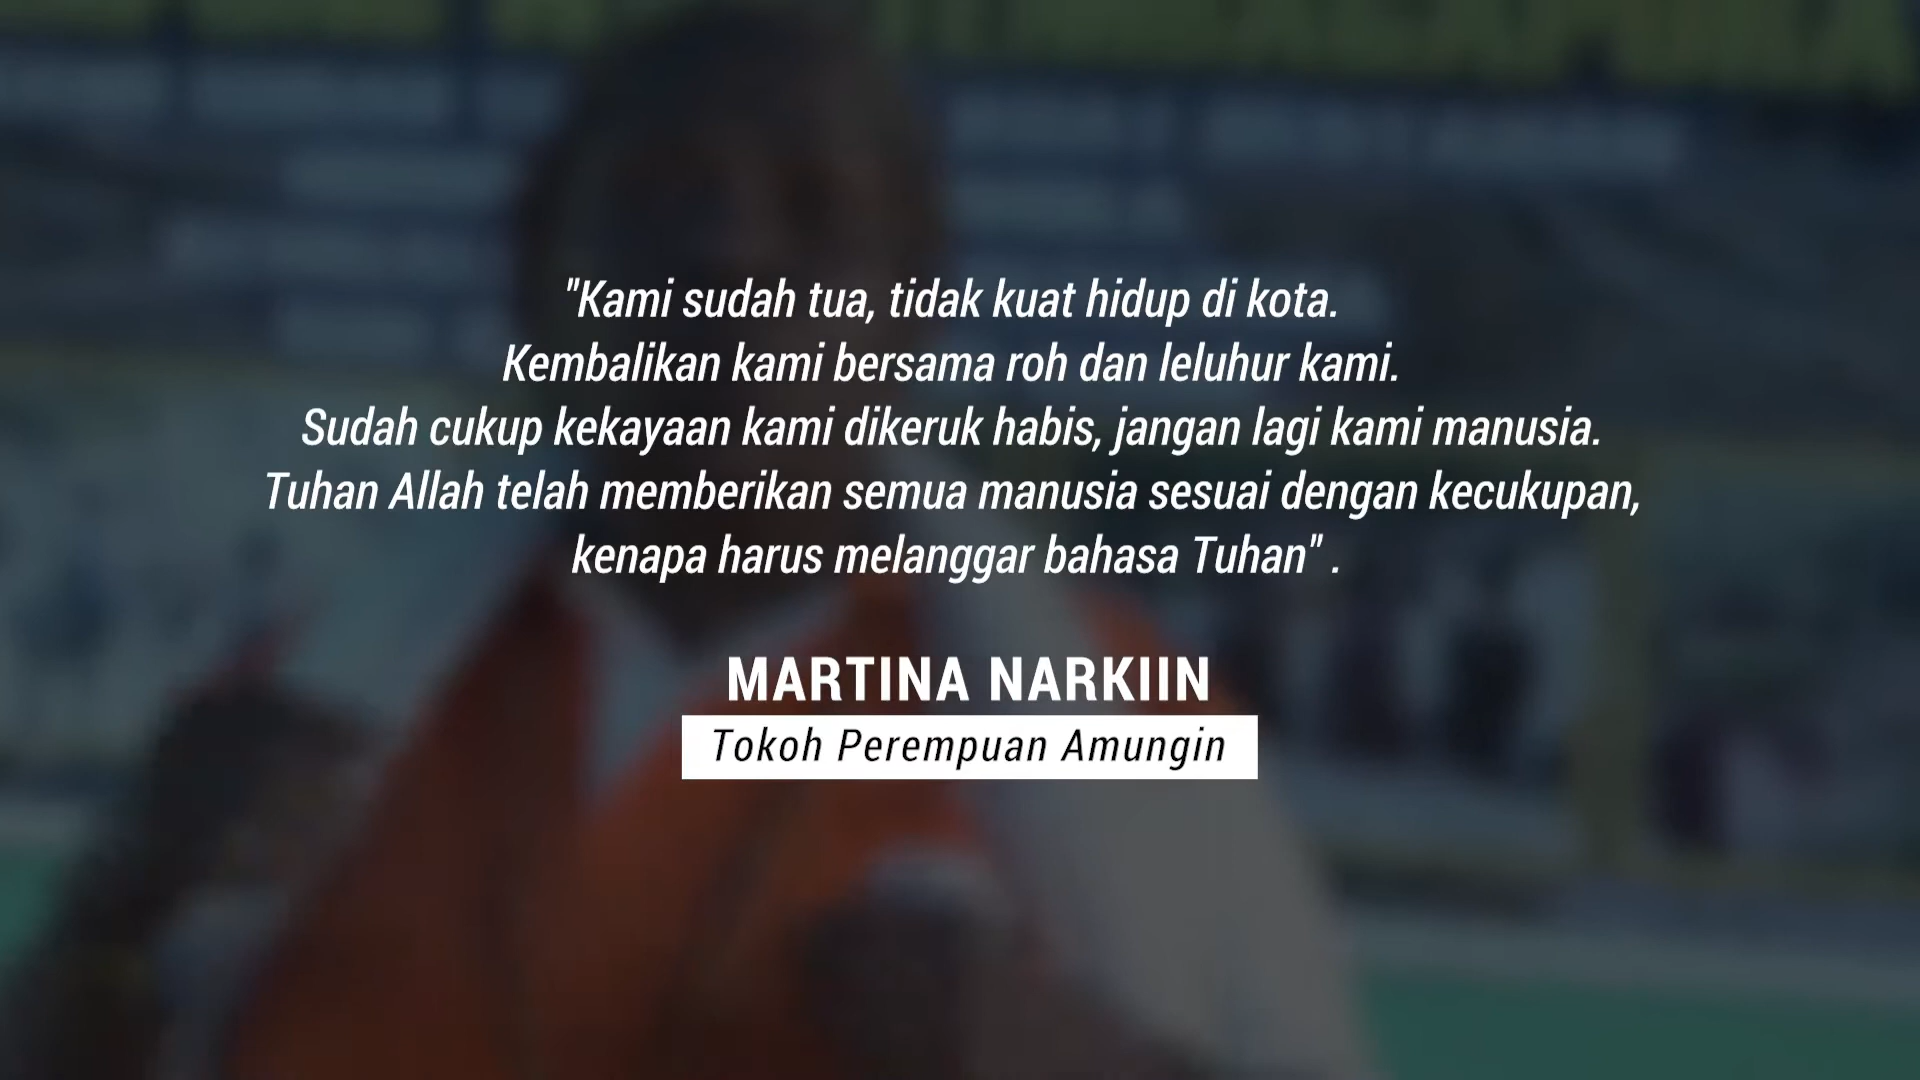 "Kami sudah tua, tidak kuat hidup di kota.
Kembalikan kami bersama roh dan leluhur kami.
Sudah cukup kekayaan kami dikeruk habis, jangan lagi kami manusia.
Tuhan Allah telah memberikan semua manusia sesuai dengan kecukupan,
kenapa harus melanggar bahasa Tuhan" .
MARTINA NARKIIN
Tokoh Perempuan Amungin